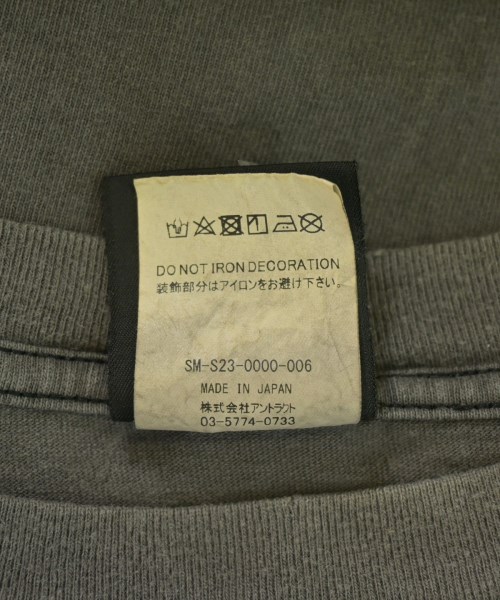 DO NOT IRON DECORATION
装飾部分はアイロンをお避け下さい。
SM-S23-0000-006
MADE IN JAPAN
株式会社アントラント
03-5774-0733